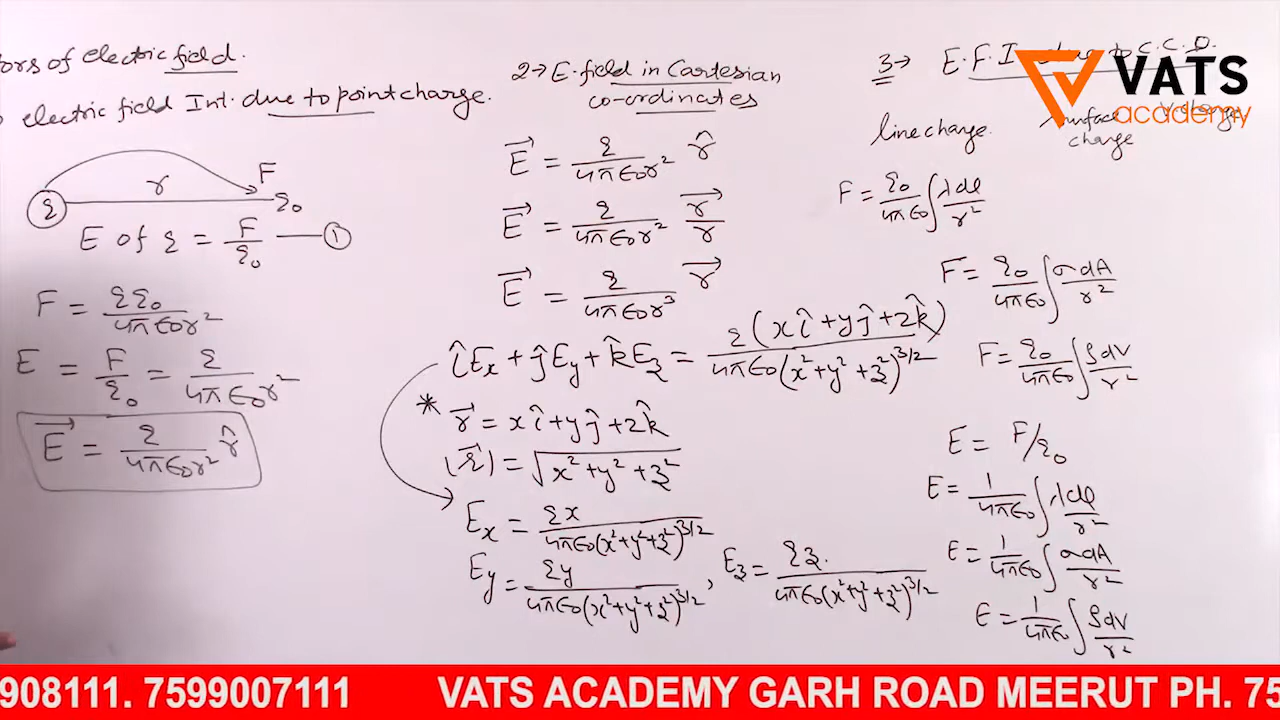 ors of electric field.
electric field Int. due to point charge.
r F
q q₀
E of q = F/q₀ — ①
F = qq₀/4πε₀r²
E = F/q₀ = q/4πε₀r²
E⃗ = q/4πε₀r² r̂
2→ E-field in Cartesian
co-ordinates
E⃗ = q/4πε₀r² r̂
E⃗ = q/4πε₀r² r⃗/r
E⃗ = q/4πε₀r³ r⃗
îEx + ĵEy + k̂Ez = q(xî+yĵ+zk̂)/4πε₀(x²+y²+z²)^3/2
* r⃗ = xî+yĵ+zk̂
|r⃗| = √x²+y²+z²
Ex = qx/4πε₀(x²+y²+z²)^3/2
Ey = qy/4πε₀(x²+y²+z²)^3/2 , Ez = qz/4πε₀(x²+y²+z²)^3/2
3→ E.F.I. due to C.C.D.
line charge. surface charge
F = q₀/4πε₀ ∫ λdl/r²
F = q₀/4πε₀ ∫ σdA/r²
F = q₀/4πε₀ ∫ ρdV/r²
E = F/q₀
E = 1/4πε₀ ∫ λdl/r²
E = 1/4πε₀ ∫ σdA/r²
E = 1/4πε₀ ∫ ρdV/r²
VATS
academy
908111. 7599007111 VATS ACADEMY GARH ROAD MEERUT PH. 75